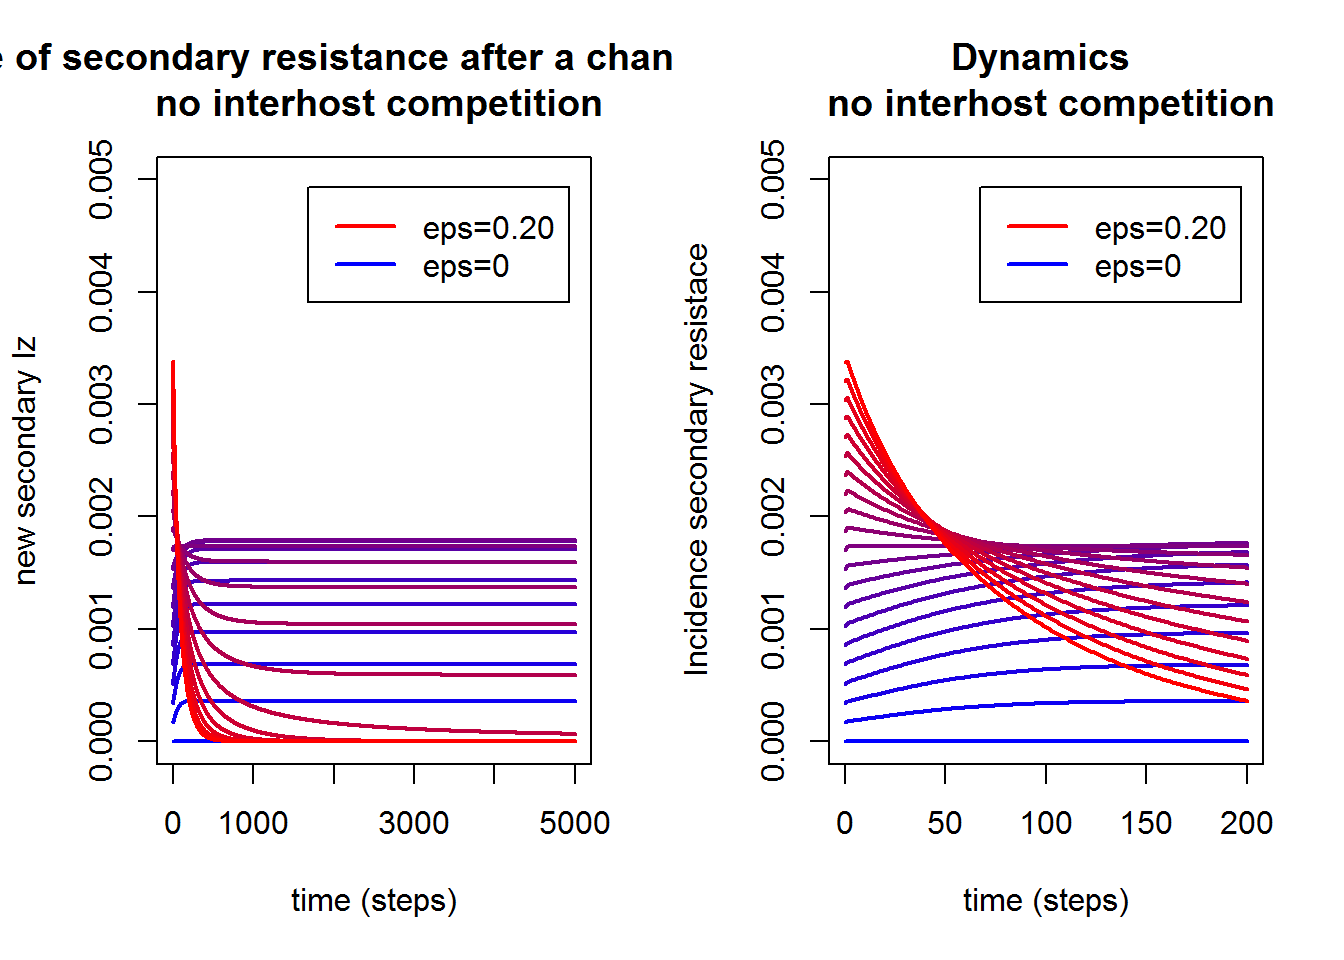 e of secondary resistance after a chan
no interhost competition
new secondary Iz
0.005
0.004
0.003
0.002
0.001
0.000
eps=0.20
eps=0
0 1000 3000 5000
time (steps)
Dynamics
no interhost competition
Incidence secondary resistace
0.005
0.004
0.003
0.002
0.001
0.000
eps=0.20
eps=0
0 50 100 150 200
time (steps)